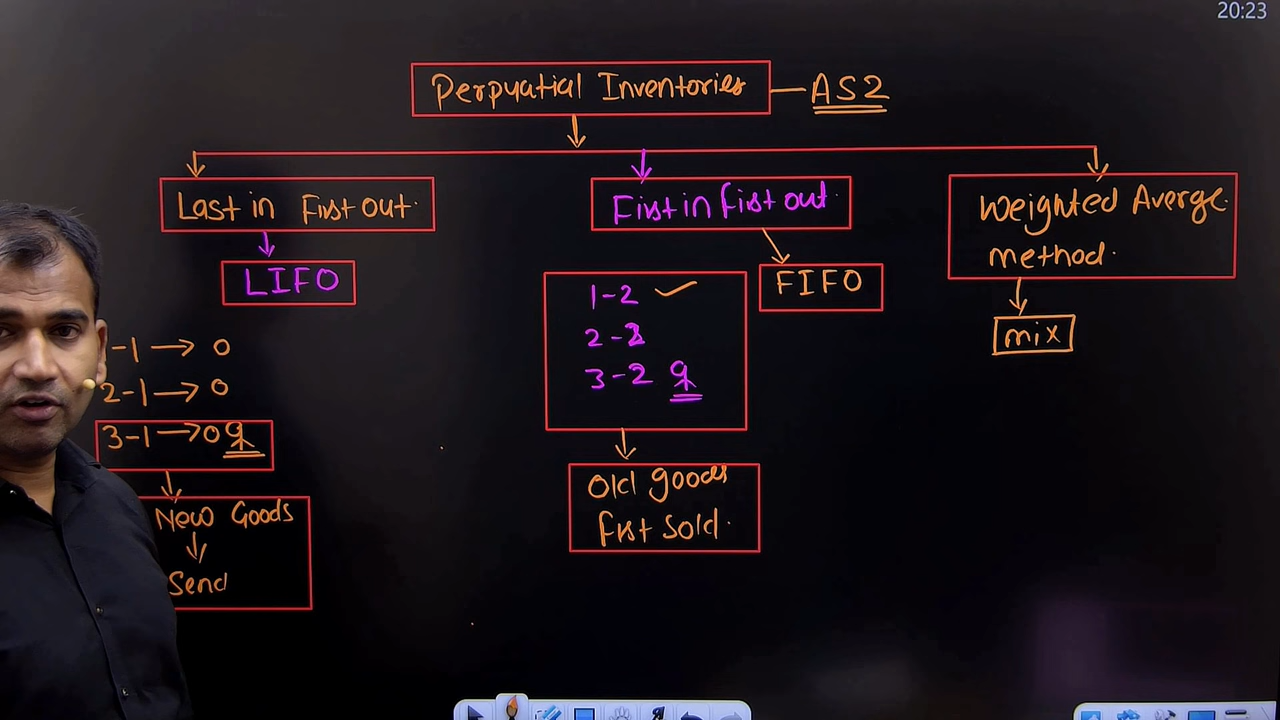 20:23
Perpuatial Inventories — AS2
Last in First out.
First in First out.
Weighted Averge
method.
LIFO
FIFO
mix
1-2 ✓
2-2
3-2
-1 → 0
2-1 → 0
3-1 → 0
Old goods
New Goods
Send